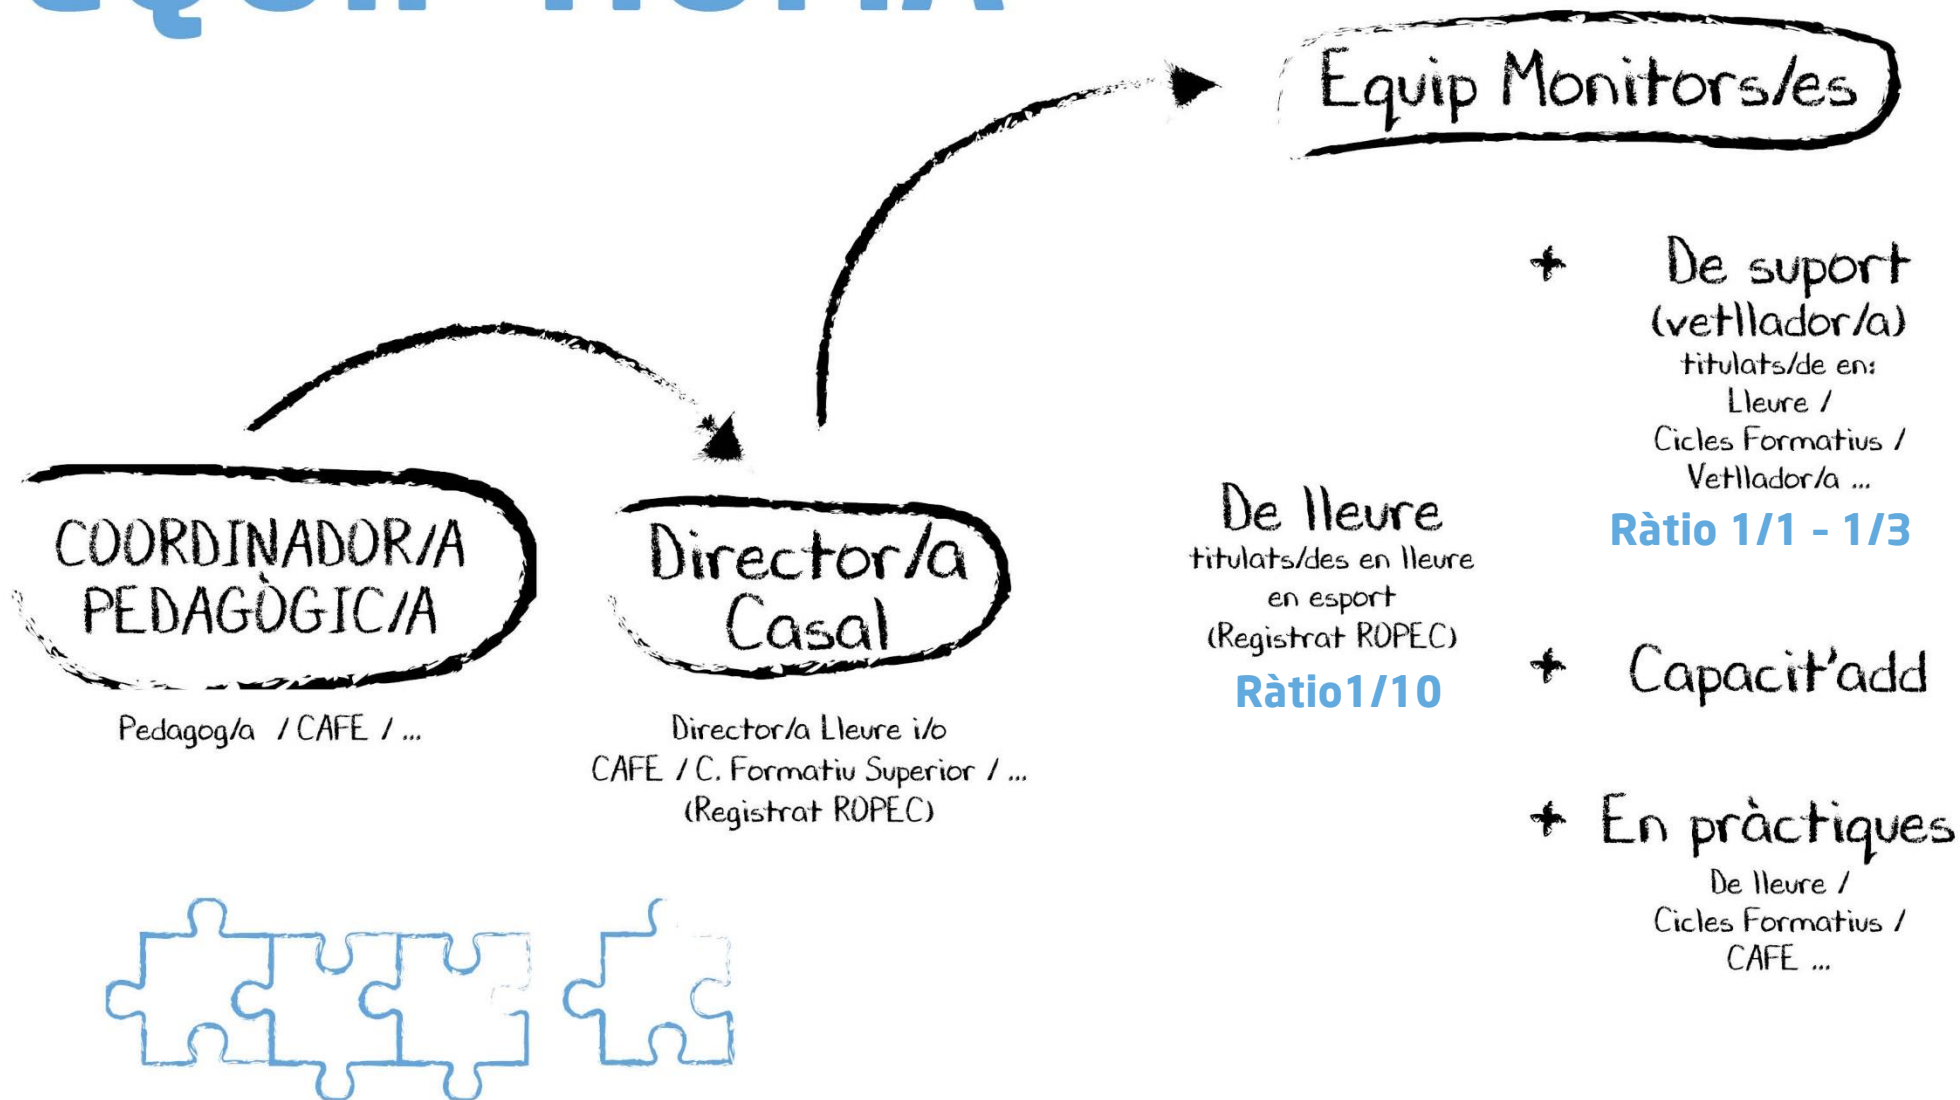 EQUIP HUMÀ
Equip Monitors/es
+ De suport
(vetllador/a)
titulats/de en:
Lleure /
Cicles Formatius /
Vetllador/a ...
Ràtio 1/1 - 1/3
COORDINADOR/A
PEDAGÒGIC/A
Pedagog/a / CAFE / ...
Director/a
Casal
Director/a Lleure i/o
CAFE / C. Formatiu Superior / ...
(Registrat ROPEC)
De lleure
titulats/des en lleure
en esport
(Registrat ROPEC)
Ràtio1/10
+ Capacit'add
+ En pràctiques
De lleure /
Cicles Formatius /
CAFE ...